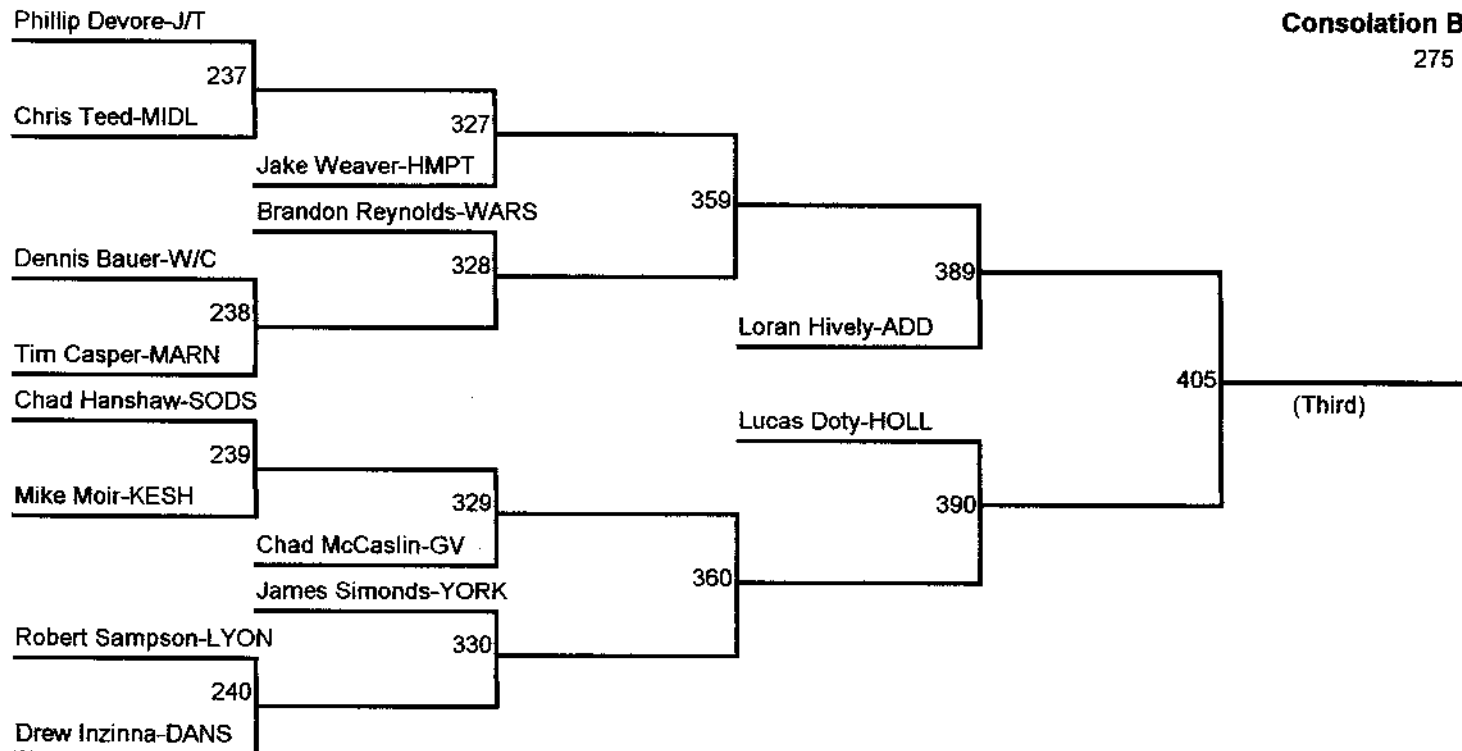 Phillip Devore-J/T
Consolation B
275
237
Chris Teed-MIDL
327
Jake Weaver-HMPT
359
Brandon Reynolds-WARS
Dennis Bauer-W/C
328
389
238
Loran Hively-ADD
Tim Casper-MARN
405
Chad Hanshaw-SODS
(Third)
Lucas Doty-HOLL
239
Mike Moir-KESH
329
390
Chad McCaslin-GV
360
James Simonds-YORK
Robert Sampson-LYON
330
240
Drew Inzinna-DANS